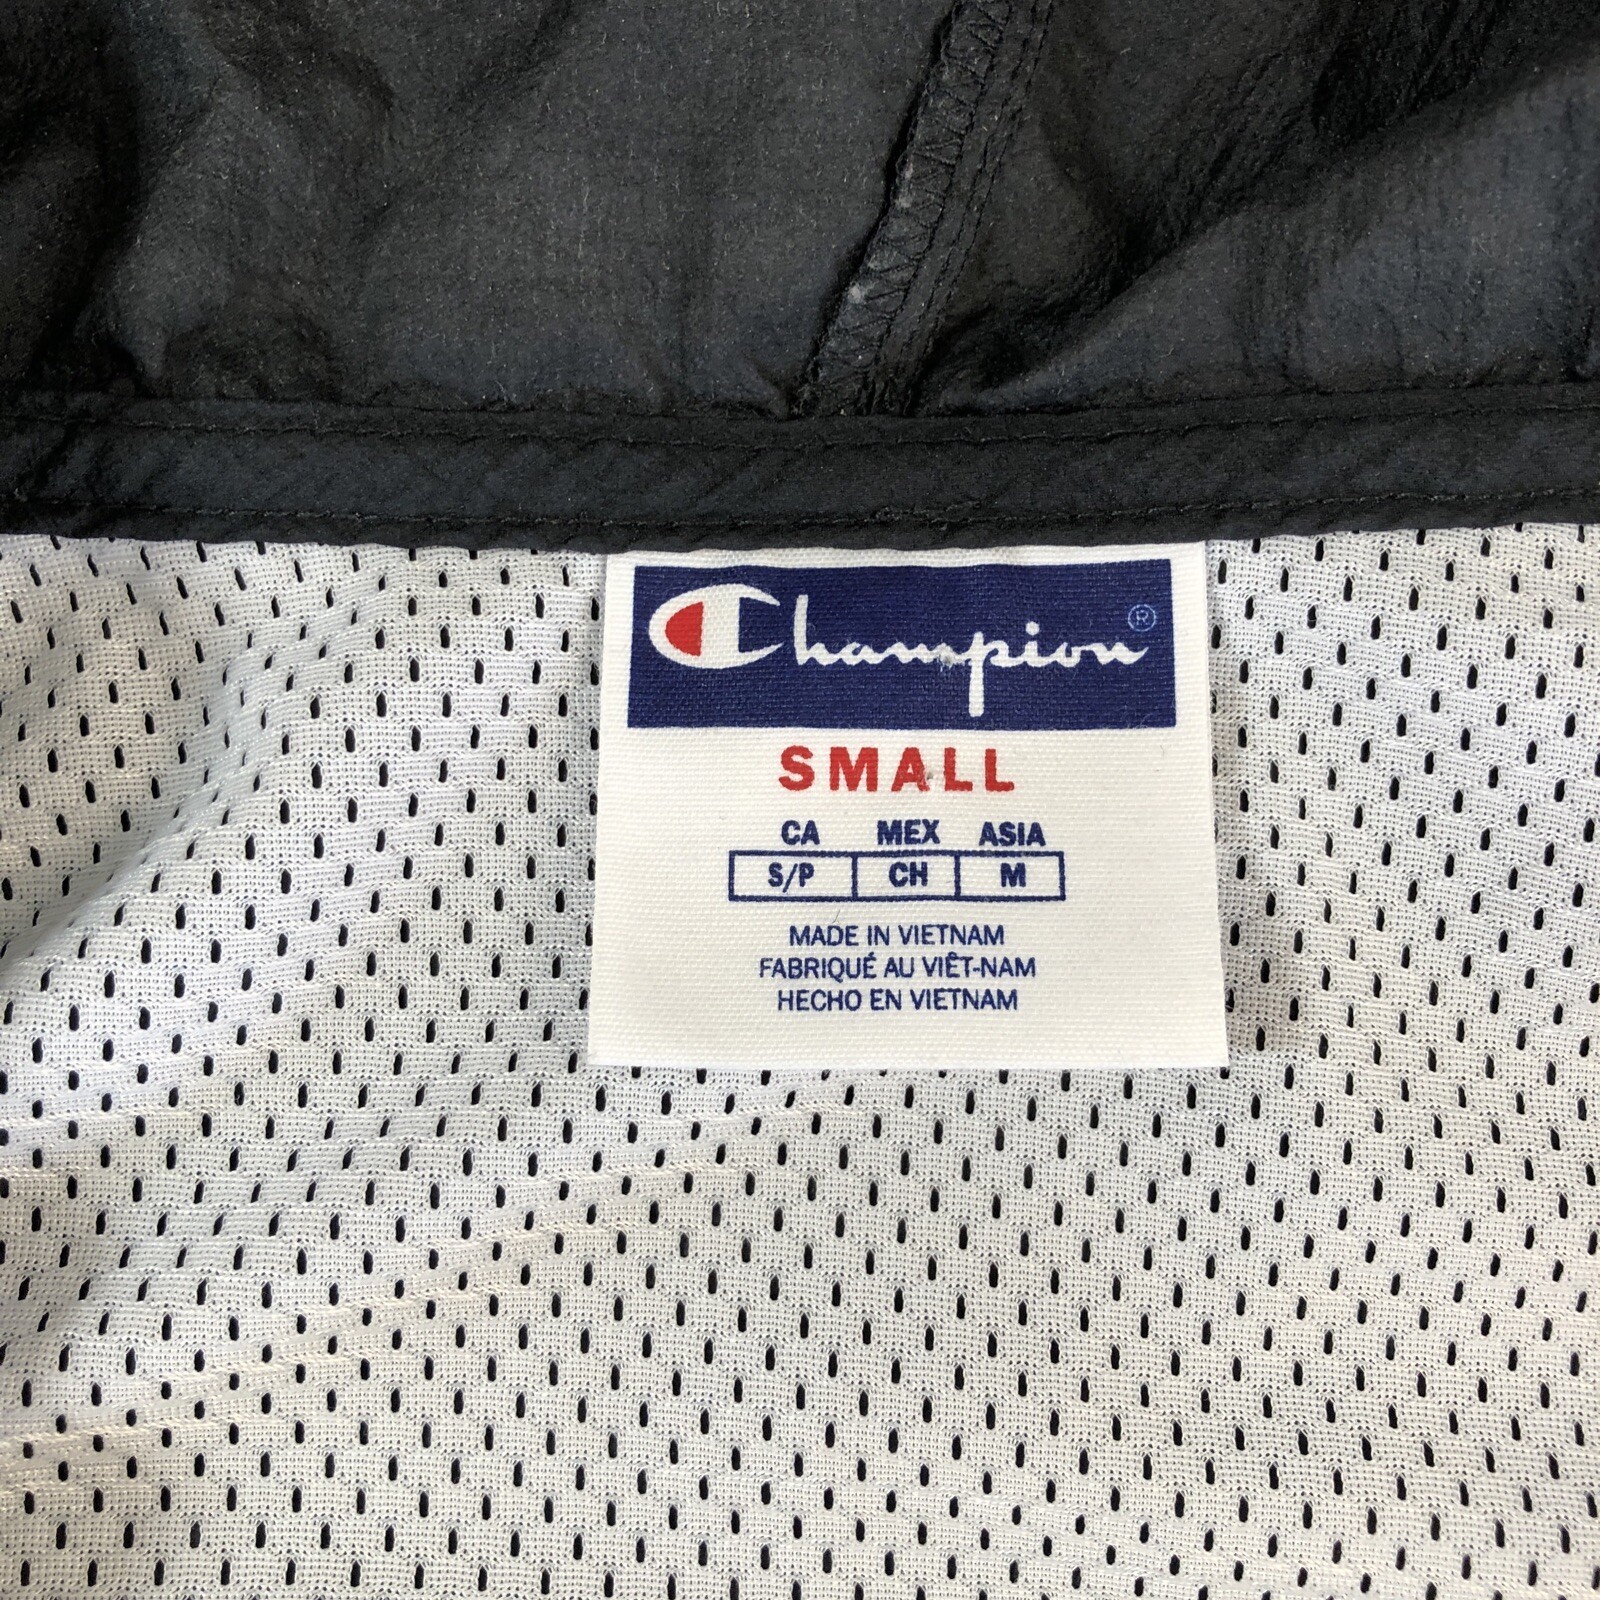 Champion®
SMALL
CA MEX ASIA
S/P CH M
MADE IN VIETNAM
FABRIQUÉ AU VIÊT-NAM
HECHO EN VIETNAM